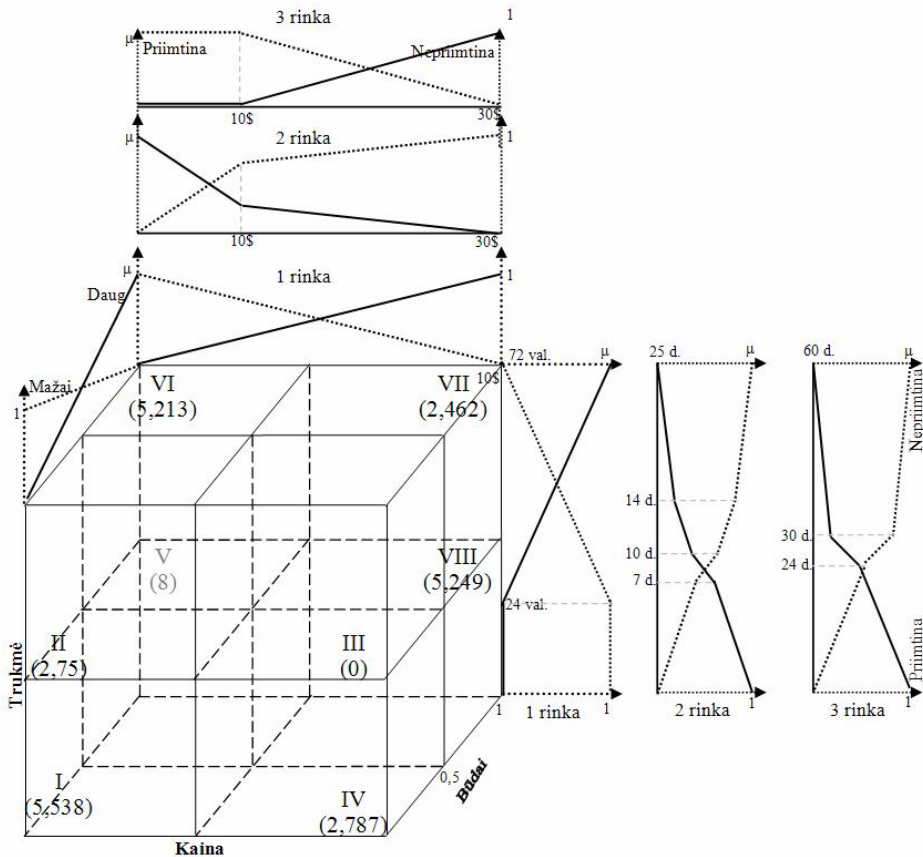 3 rinka
1
μ
Priimtina
Nepriimtina
10$
30$
μ
2 rinka
1
10$
30$
μ
1 rinka
1
Daug
Mažai
1
72 val.
μ
25 d.
μ
60 d.
μ
10$
VI
(5,213)
VII
(2,462)
Nepriimtina
14 d.
30 d.
V
(8)
VIII
(5,249)
10 d.
7 d.
24 d.
24 val.
II
(2,75)
III
(0)
Trukmė
Priimtina
1
1 rinka
1
2 rinka
1
3 rinka
1
0,5
Būdai
I
(5,538)
IV
(2,787)
Kaina